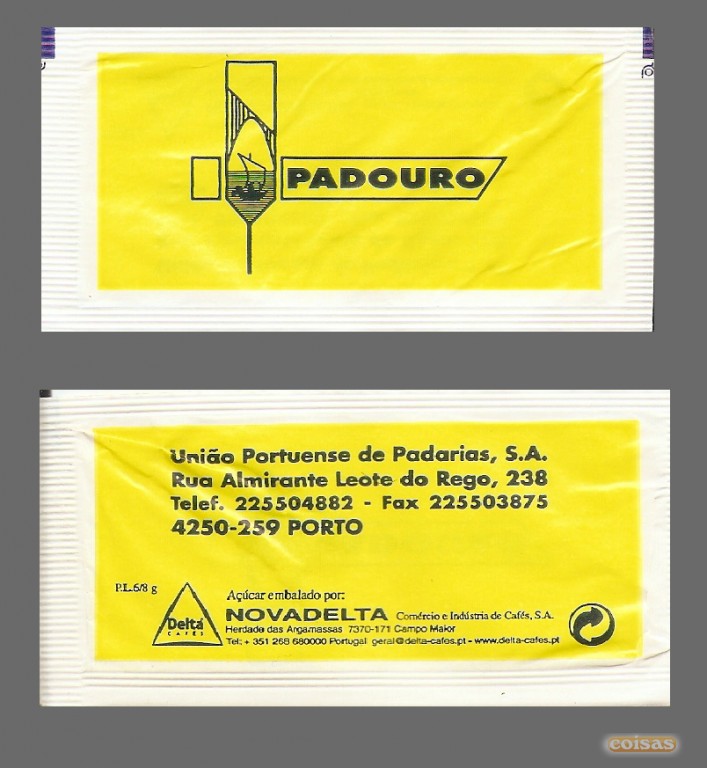 PADOURO
União Portuense de Padarias, S.A.
Rua Almirante Leote do Rego, 238
Telef. 225504882 - Fax 225503875
4250-259 PORTO
P.L.6/8 g
Açúcar embalado por:
Delta
CAFÉS
NOVADELTA Comércio e Indústria de Cafés, S.A.
Herdade das Argamassas 7370-171 Campo Maior
Tel: + 351 268 680000 Portugal geral@delta-cafes.pt - www.delta-cafes.pt
coisas